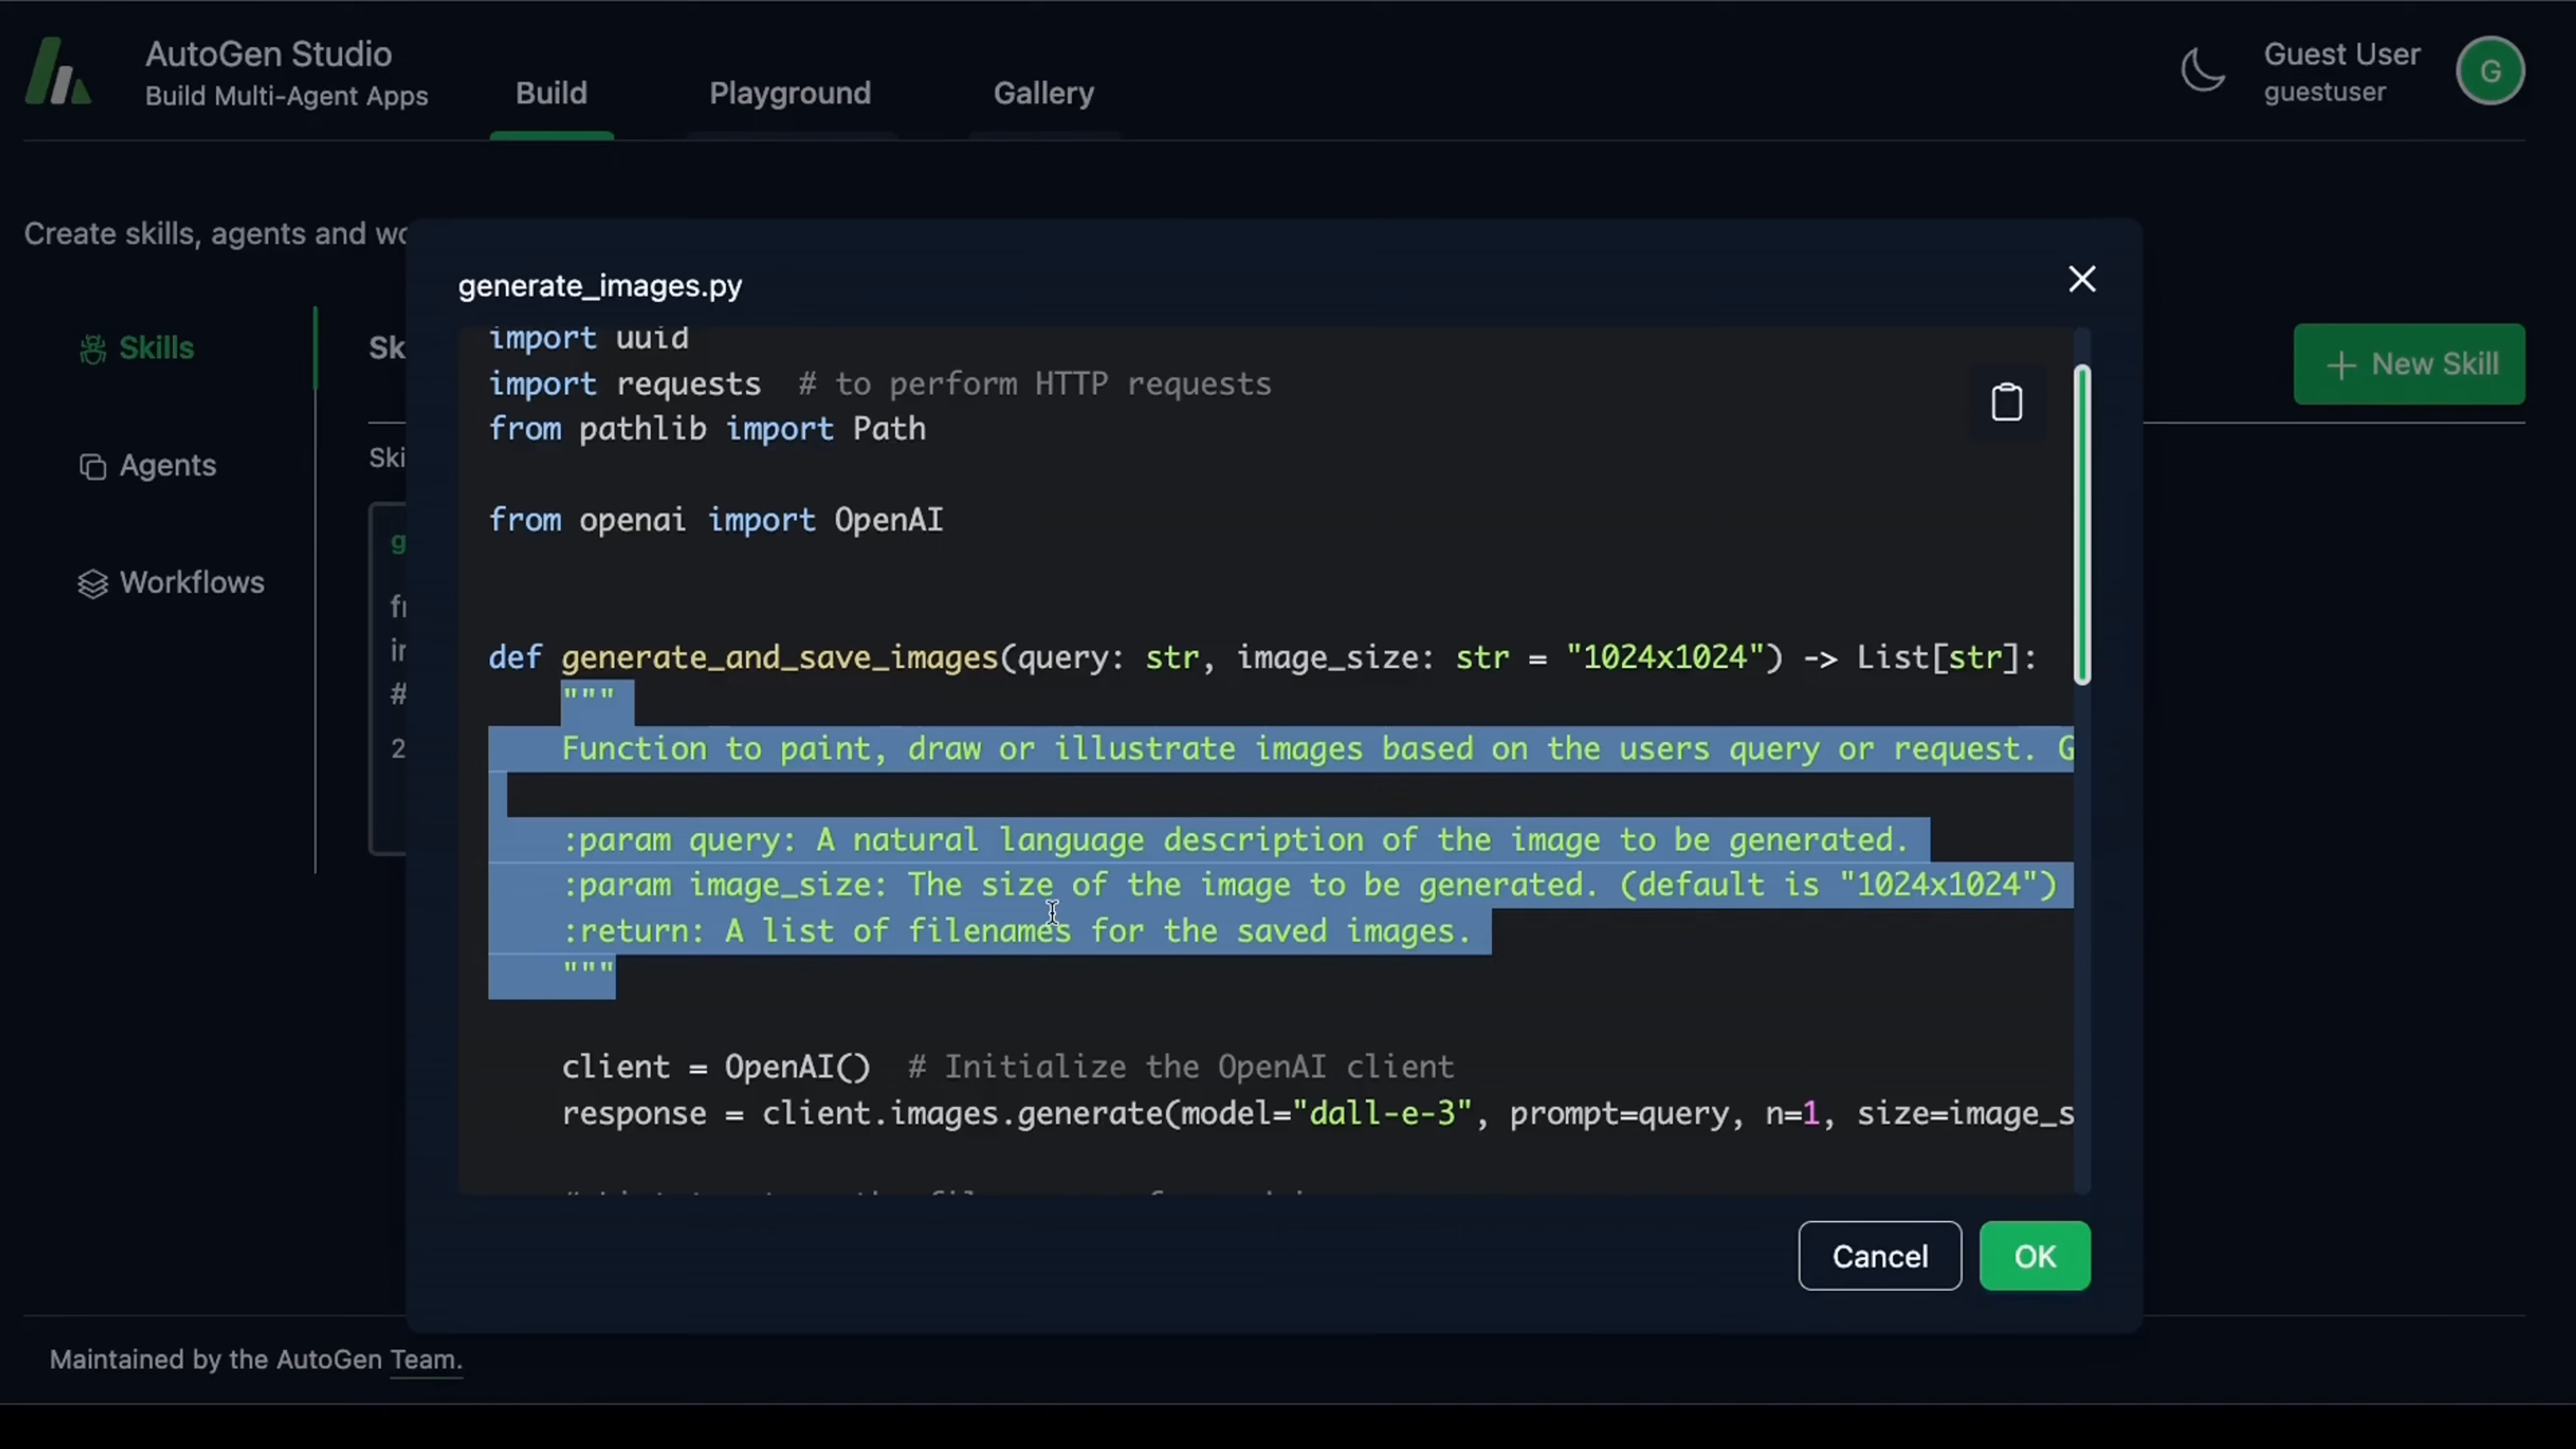 AutoGen Studio
Build Multi-Agent Apps
Build
Playground
Gallery
Guest User
guestuser
G
Create skills, agents and
generate_images.py
Skills
Agents
Workflows
New Skill
import uuid
import requests  # to perform HTTP requests
from pathlib import Path
from openai import OpenAI
def generate_and_save_images(query: str, image_size: str = "1024x1024") -> List[str]:
"""
Function to paint, draw or illustrate images based on the users query or request. G
:param query: A natural language description of the image to be generated.
:param image_size: The size of the image to be generated. (default is "1024x1024")
:return: A list of filenames for the saved images.
"""
client = OpenAI()  # Initialize the OpenAI client
response = client.images.generate(model="dall-e-3", prompt=query, n=1, size=image_s
Cancel
OK
Maintained by the AutoGen Team.